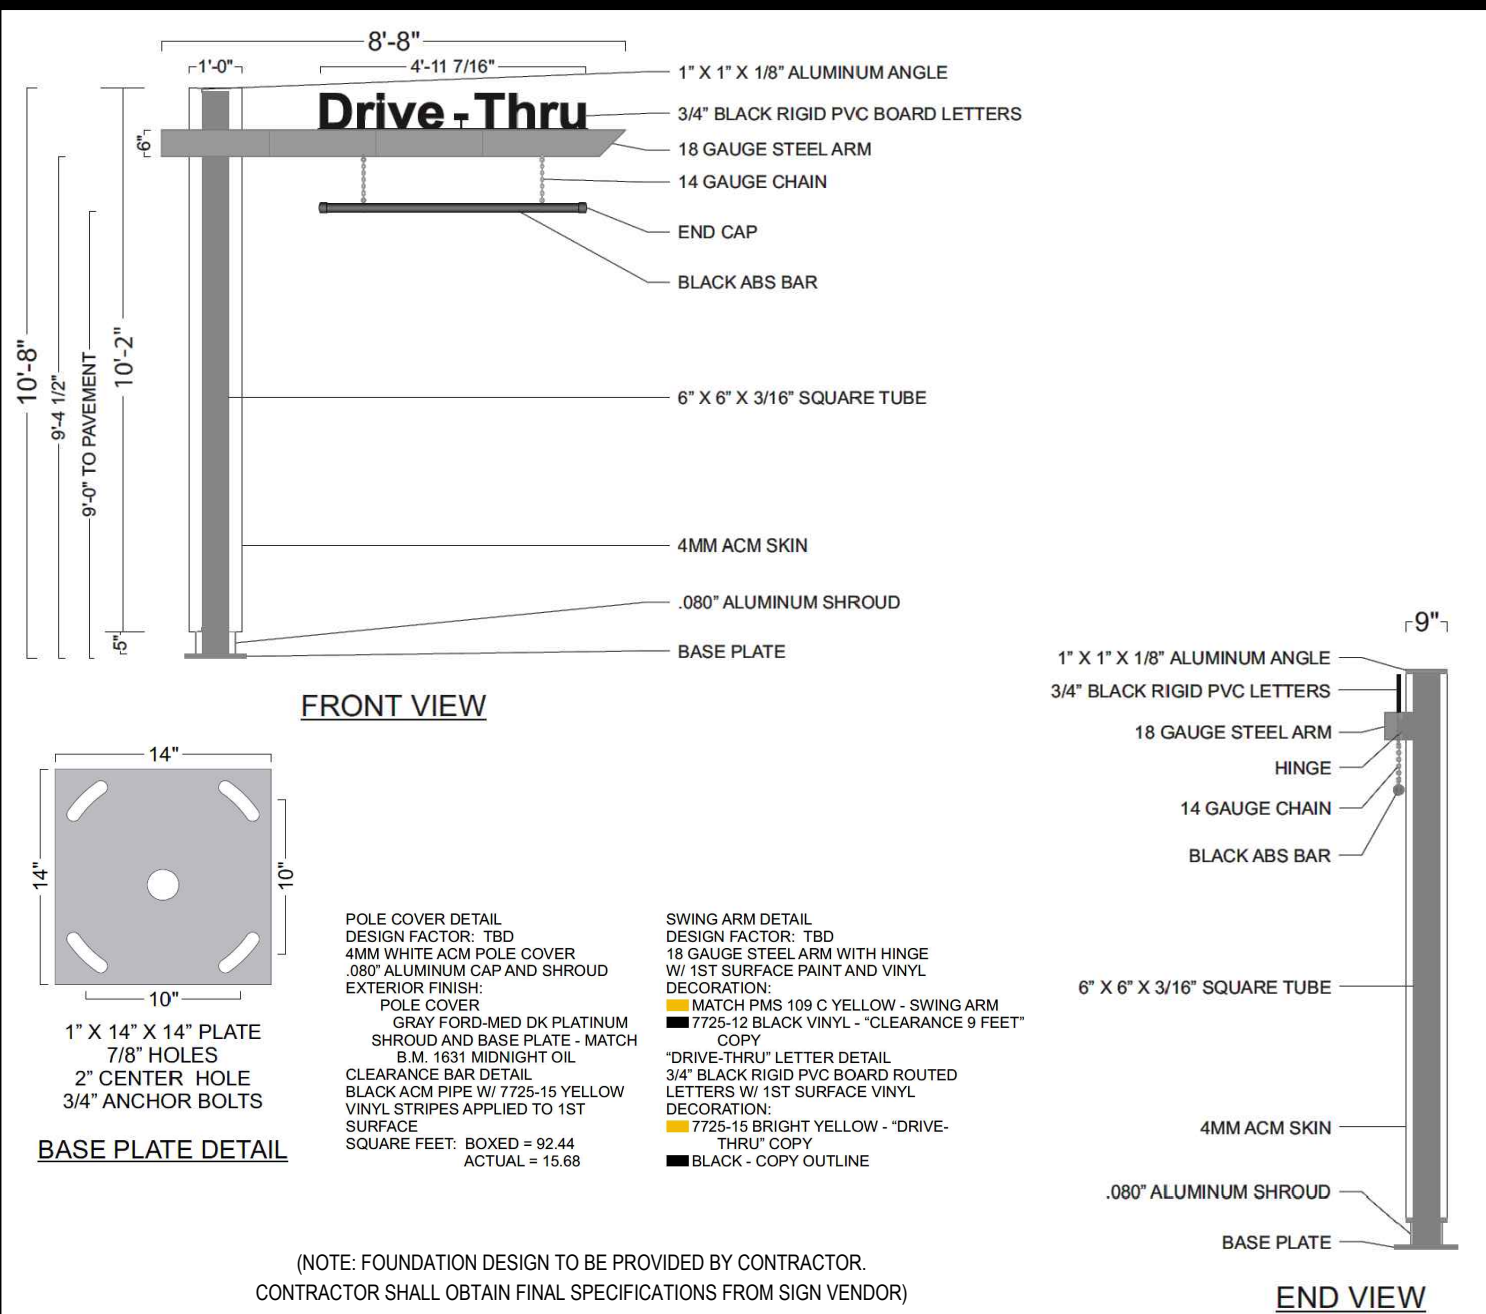 8'-8"
1'-0"
4'-11 7/16"
Drive-Thru
6"
10'-8"
9'-4 1/2"
9'-0" TO PAVEMENT
10'-2"
5"
1” X 1” X 1/8” ALUMINUM ANGLE
3/4” BLACK RIGID PVC BOARD LETTERS
18 GAUGE STEEL ARM
14 GAUGE CHAIN
END CAP
BLACK ABS BAR
6” X 6” X 3/16” SQUARE TUBE
4MM ACM SKIN
.080” ALUMINUM SHROUD
BASE PLATE
FRONT VIEW
14"
14"
10"
10"
1” X 14” X 14” PLATE
7/8” HOLES
2” CENTER HOLE
3/4” ANCHOR BOLTS
BASE PLATE DETAIL
POLE COVER DETAIL
DESIGN FACTOR: TBD
4MM WHITE ACM POLE COVER
.080” ALUMINUM CAP AND SHROUD
EXTERIOR FINISH:
POLE COVER
GRAY FORD-MED DK PLATINUM
SHROUD AND BASE PLATE - MATCH
B.M. 1631 MIDNIGHT OIL
CLEARANCE BAR DETAIL
BLACK ACM PIPE W/ 7725-15 YELLOW
VINYL STRIPES APPLIED TO 1ST
SURFACE
SQUARE FEET: BOXED = 92.44
ACTUAL = 15.68
SWING ARM DETAIL
DESIGN FACTOR: TBD
18 GAUGE STEEL ARM WITH HINGE
W/ 1ST SURFACE PAINT AND VINYL
DECORATION:
MATCH PMS 109 C YELLOW - SWING ARM
7725-12 BLACK VINYL - “CLEARANCE 9 FEET”
COPY
“DRIVE-THRU” LETTER DETAIL
3/4” BLACK RIGID PVC BOARD ROUTED
LETTERS W/ 1ST SURFACE VINYL
DECORATION:
7725-15 BRIGHT YELLOW - “DRIVE-
THRU” COPY
BLACK - COPY OUTLINE
9"
1” X 1” X 1/8” ALUMINUM ANGLE
3/4” BLACK RIGID PVC LETTERS
18 GAUGE STEEL ARM
HINGE
14 GAUGE CHAIN
BLACK ABS BAR
6” X 6” X 3/16” SQUARE TUBE
4MM ACM SKIN
.080” ALUMINUM SHROUD
BASE PLATE
END VIEW
(NOTE: FOUNDATION DESIGN TO BE PROVIDED BY CONTRACTOR.
CONTRACTOR SHALL OBTAIN FINAL SPECIFICATIONS FROM SIGN VENDOR)